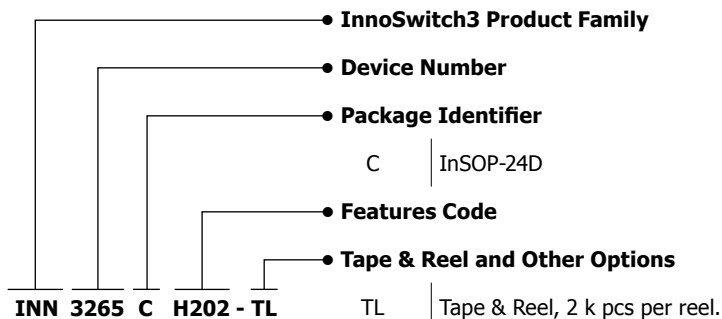 InnoSwitch3 Product Family
Device Number
Package Identifier
C InSOP-24D
Features Code
Tape & Reel and Other Options
INN 3265 C H202 - TL TL Tape & Reel, 2 k pcs per reel.